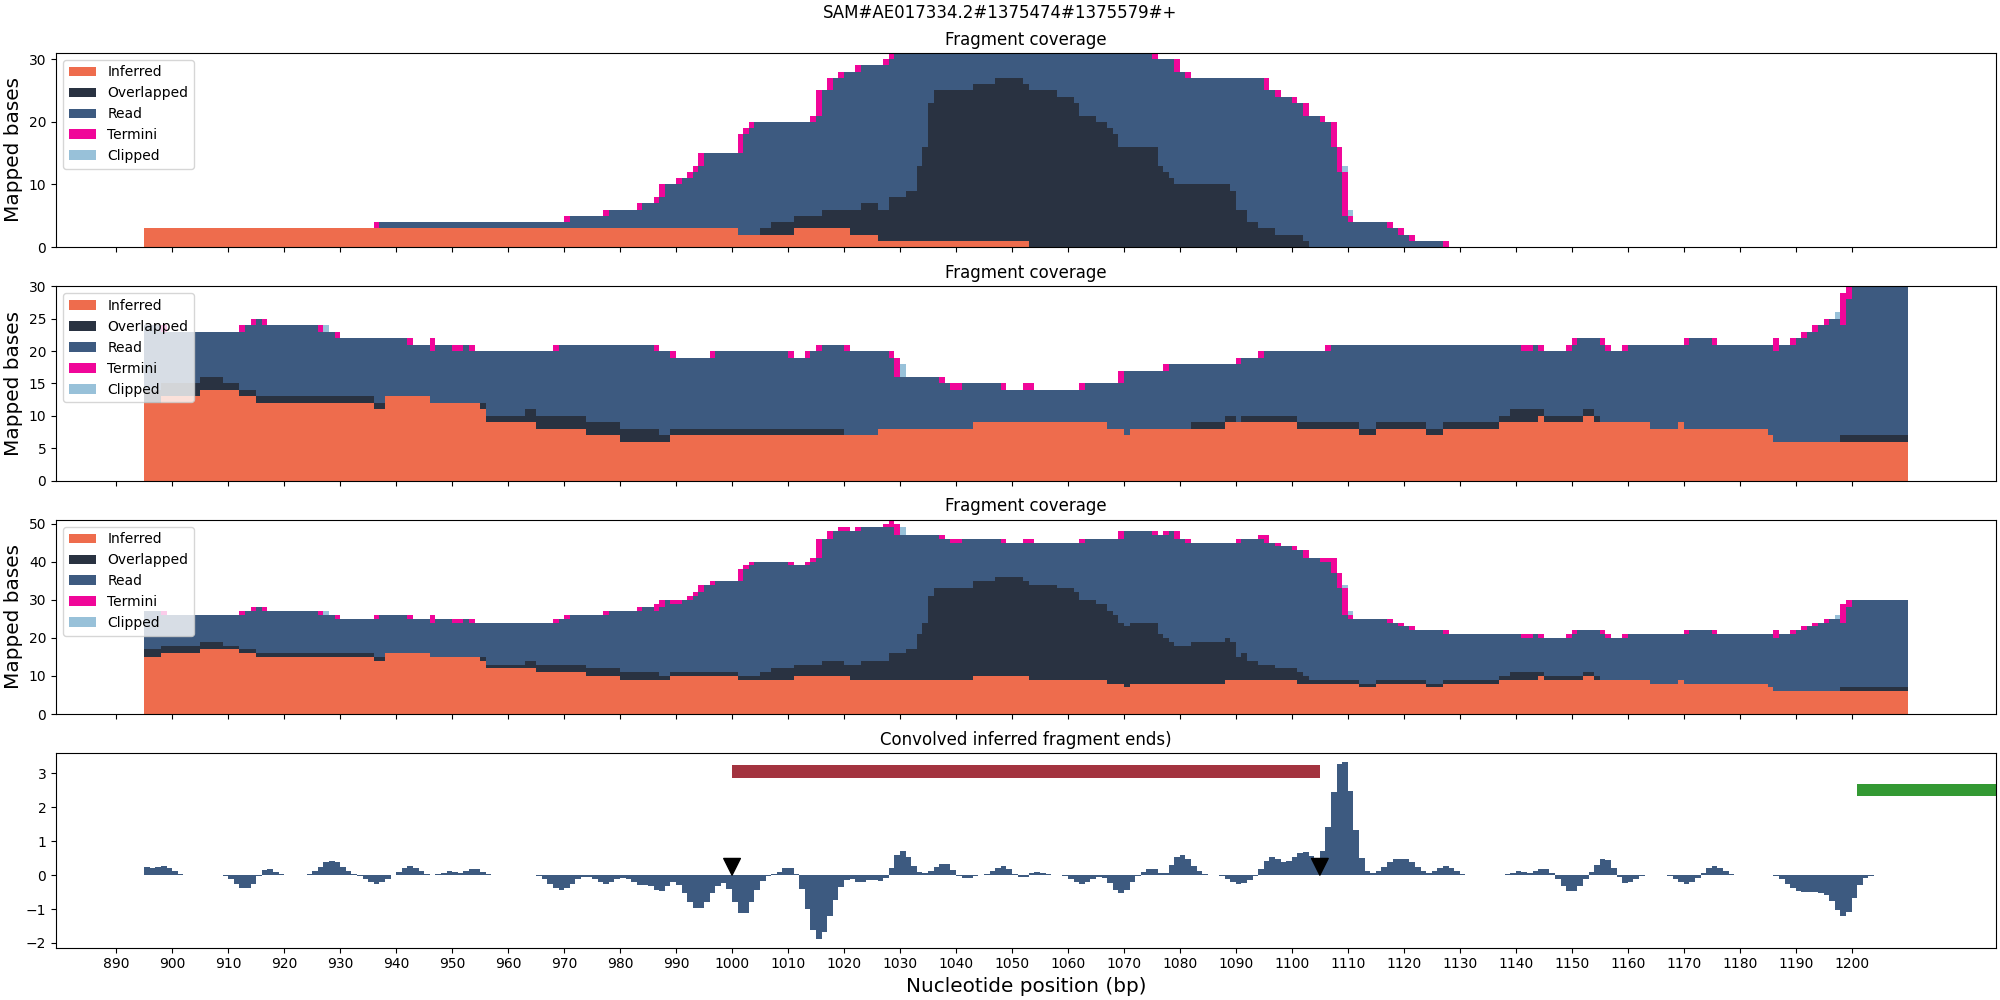 SAM#AE017334.2#1375474#1375579#+
Fragment coverage
Mapped bases
30
20
10
0
Inferred
Overlapped
Read
Termini
Clipped
Fragment coverage
Mapped bases
30
25
20
15
10
5
0
Inferred
Overlapped
Read
Termini
Clipped
Fragment coverage
Mapped bases
50
40
30
20
10
0
Inferred
Overlapped
Read
Termini
Clipped
Convolved inferred fragment ends)
3
2
1
0
−1
−2
890 900 910 920 930 940 950 960 970 980 990 1000 1010 1020 1030 1040 1050 1060 1070 1080 1090 1100 1110 1120 1130 1140 1150 1160 1170 1180 1190 1200
Nucleotide position (bp)